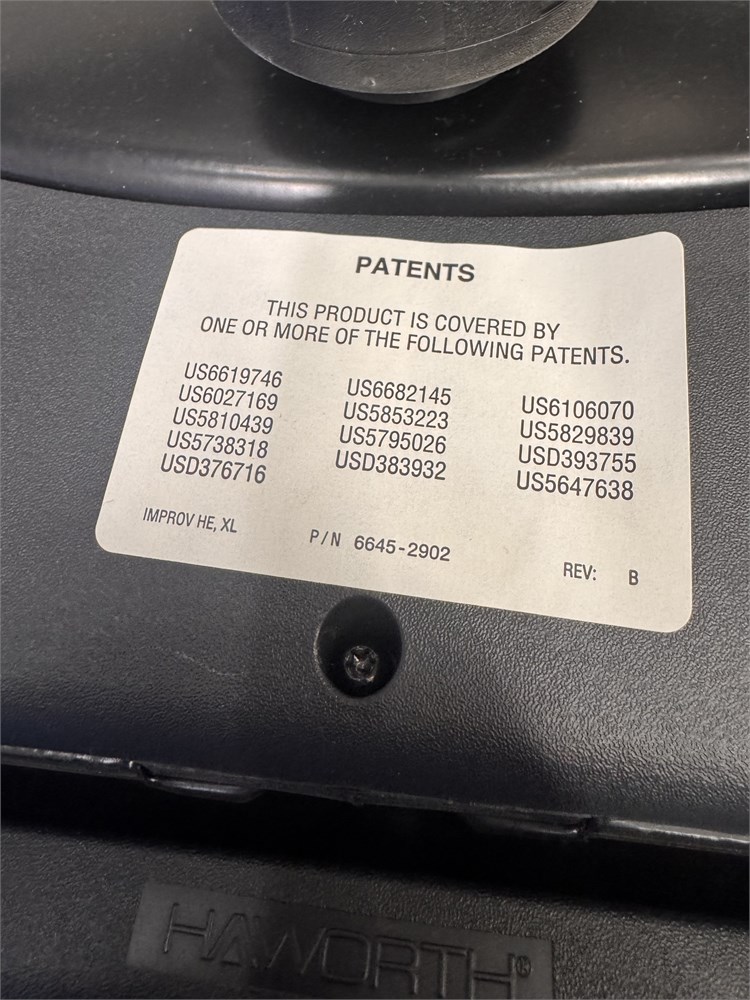 PATENTS
THIS PRODUCT IS COVERED BY
ONE OR MORE OF THE FOLLOWING PATENTS.
US6619746 US6682145 US6106070
US6027169 US5853223 US5829839
US5810439 US5795026 USD393755
US5738318 USD383932 US5647638
USD376716
IMPROV HE, XL P/N 6645-2902 REV: B
HAWORTH®